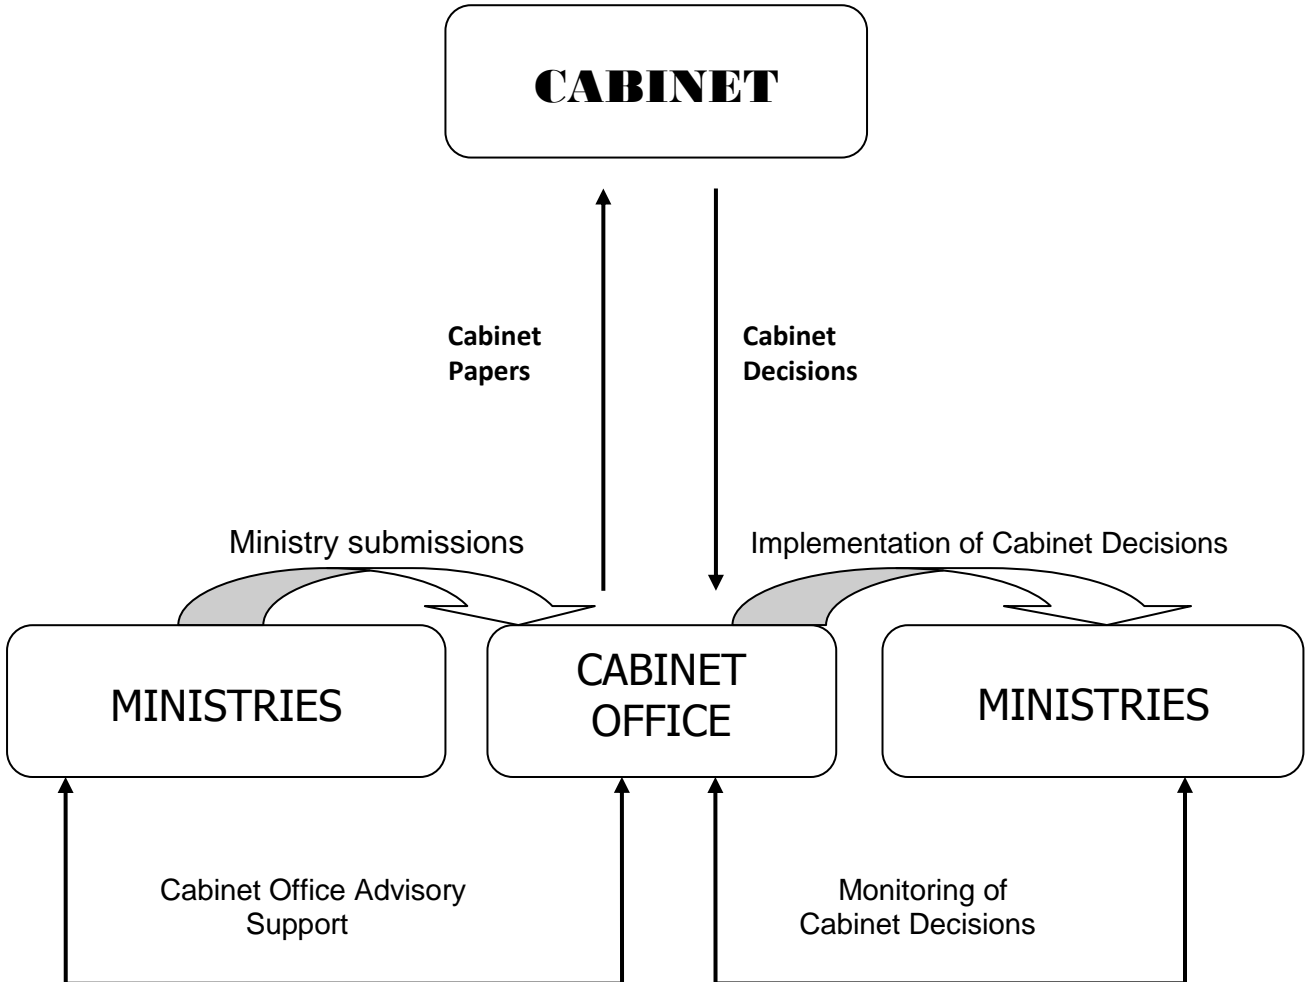 CABINET
Cabinet
Papers
Cabinet
Decisions
Ministry submissions
Implementation of Cabinet Decisions
MINISTRIES
CABINET
OFFICE
MINISTRIES
Cabinet Office Advisory
Support
Monitoring of
Cabinet Decisions